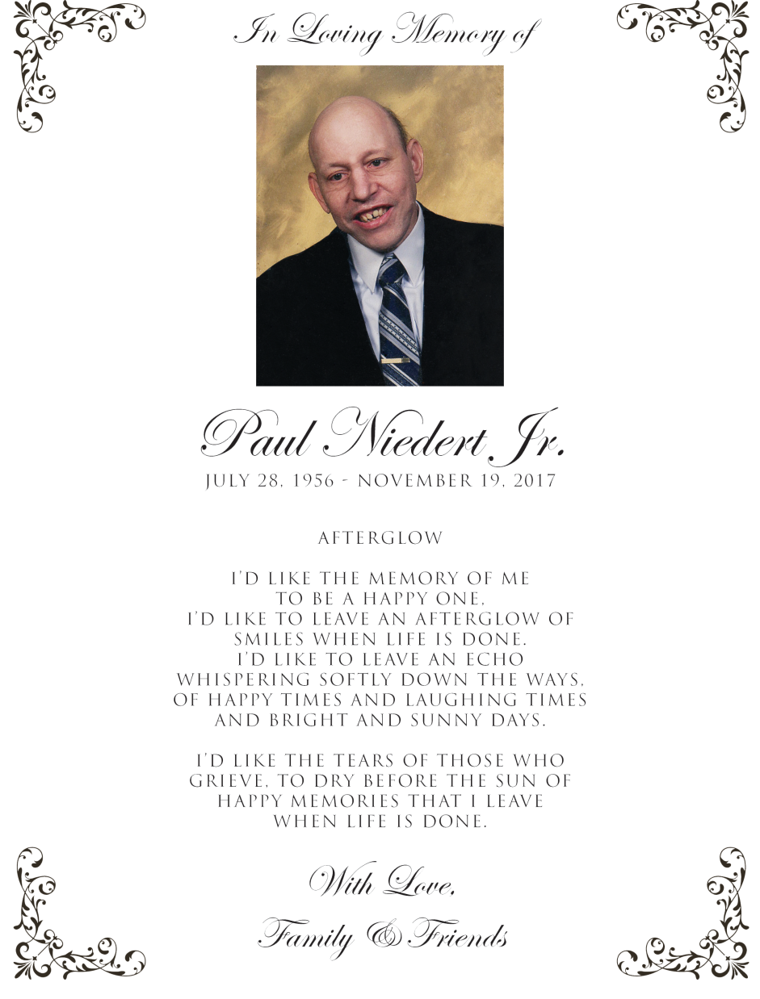 In Loving Memory of
Paul Niedert Jr.
JULY 28, 1956 - NOVEMBER 19, 2017
AFTERGLOW
I'D LIKE THE MEMORY OF ME
TO BE A HAPPY ONE,
I'D LIKE TO LEAVE AN AFTERGLOW OF
SMILES WHEN LIFE IS DONE.
I'D LIKE TO LEAVE AN ECHO
WHISPERING SOFTLY DOWN THE WAYS,
OF HAPPY TIMES AND LAUGHING TIMES
AND BRIGHT AND SUNNY DAYS.
I'D LIKE THE TEARS OF THOSE WHO
GRIEVE, TO DRY BEFORE THE SUN OF
HAPPY MEMORIES THAT I LEAVE
WHEN LIFE IS DONE.
With Love,
Family & Friends